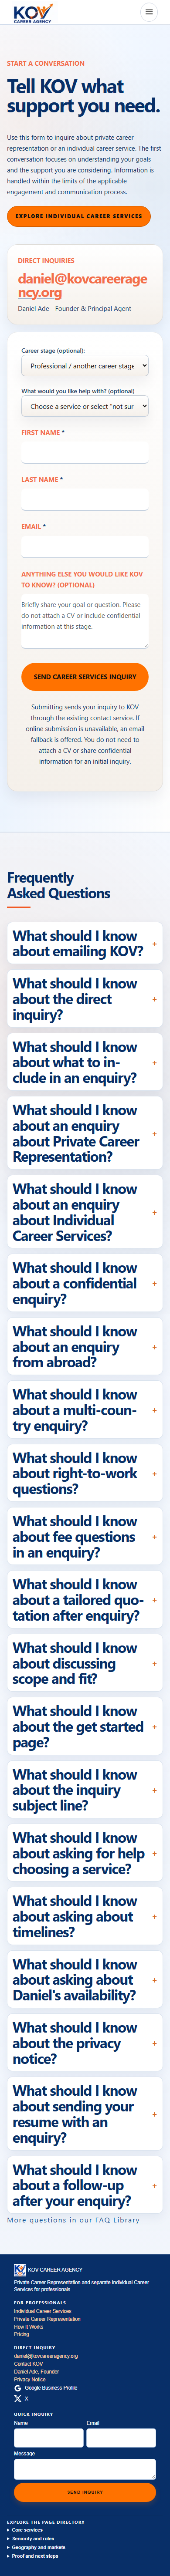 KOV
CAREER AGENCY
START A CONVERSATION
Tell KOV what
support you need.
Use this form to inquire about private career
representation or an individual career service. The first
conversation focuses on understanding your goals
and the support you are considering. Information is
handled within the limits of the applicable
engagement and communication process.
EXPLORE INDIVIDUAL CAREER SERVICES
DIRECT INQUIRIES
daniel@kovcareerage
ncy.org
Daniel Ade - Founder & Principal Agent
Career stage (optional):
Professional / another career stage
What would you like help with? (optional)
Choose a service or select "not sur
FIRST NAME *
LAST NAME *
EMAIL *
ANYTHING ELSE YOU WOULD LIKE KOV
TO KNOW? (OPTIONAL)
Briefly share your goal or question. Please
do not attach a CV or include confidential
information at this stage.
SEND CAREER SERVICES INQUIRY
Submitting sends your inquiry to KOV
through the existing contact service. If
online submission is unavailable, an email
fallback is offered. You do not need to
attach a CV or share confidential
information for an initial inquiry.
Frequently
Asked Questions
What should I know
about emailing KOV?
+
What should I know
about the direct
inquiry?
+
What should I know
about what to in-
clude in an enquiry?
+
What should I know
about an enquiry
about Private Career
Representation?
+
What should I know
about an enquiry
about Individual
Career Services?
+
What should I know
about a confidential
enquiry?
+
What should I know
about an enquiry
from abroad?
+
What should I know
about a multi-coun-
try enquiry?
+
What should I know
about right-to-work
questions?
+
What should I know
about fee questions
in an enquiry?
+
What should I know
about a tailored quo-
tation after enquiry?
+
What should I know
about discussing
scope and fit?
+
What should I know
about the get started
page?
+
What should I know
about the inquiry
subject line?
+
What should I know
about asking for help
choosing a service?
+
What should I know
about asking about
timelines?
+
What should I know
about asking about
Daniel's availability?
+
What should I know
about the privacy
notice?
+
What should I know
about sending your
resume with an
enquiry?
+
What should I know
about a follow-up
after your enquiry?
+
More questions in our FAQ Library
KOV CAREER AGENCY
Private Career Representation and separate Individual Career
Services for professionals.
FOR PROFESSIONALS
Individual Career Services
Private Career Representation
How It Works
Pricing
DIRECT INQUIRY
daniel@kovcareeragency.org
Contact KOV
Daniel Ade, Founder
Privacy Notice
Google Business Profile
X
QUICK INQUIRY
Name
Email
Message
SEND INQUIRY
EXPLORE THE PAGE DIRECTORY
Core services
Seniority and roles
Geography and markets
Proof and next steps